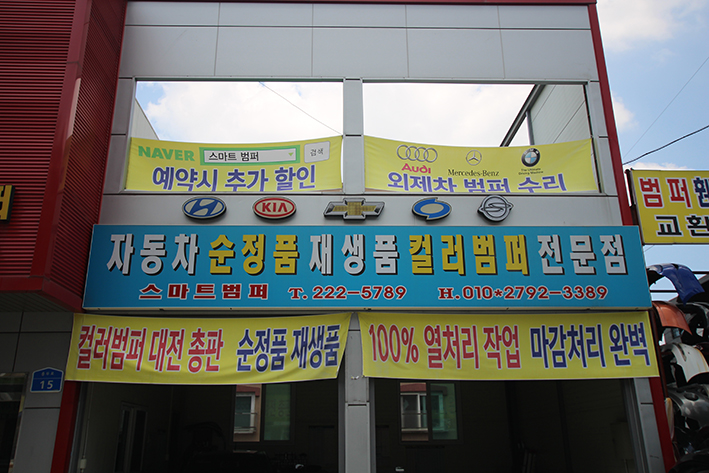 NAVER 스마트 범퍼 검색
예약시 추가 할인
Audi Mercedes-Benz BMW
외제차 범퍼 수리
KIA
자동차 순정품 재생품 컬러범퍼 전문점
스마트범퍼 T. 222-5789 H. 010*2792-3389
컬러범퍼 대전 총판 순정품 재생품
100% 열처리 작업 마감처리 완벽
15
범퍼
교환